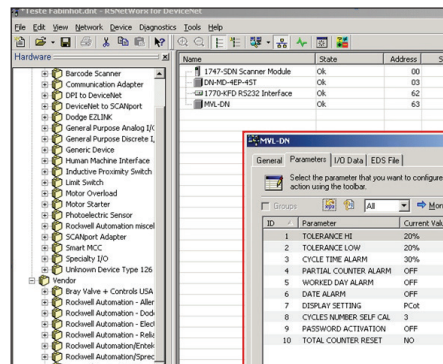 *Teste Fabinhot.dnt - RSNetWorx for DeviceNet
File Edit View Network Device Diagnostics Tools Help
Hardware
Barcode Scanner
Communication Adapter
DPI to DeviceNet
DeviceNet to SCANport
Dodge EZLINK
General Purpose Analog I/
General Purpose Discrete I
Generic Device
Human Machine Interface
Inductive Proximity Switch
Limit Switch
Motor Overload
Motor Starter
Photoelectric Sensor
Rockwell Automation miscel
SCANport Adapter
Smart MCC
Specialty I/O
Unknown Device Type 126
Vendor
Bray Valve + Controls USA
Rockwell Automation - Aller
Rockwell Automation - Dod
Rockwell Automation - Elec
Rockwell Automation - Relia
Rockwell Automation/Entek
Rockwell Automation/Sprec
Name State Address S
1747-SDN Scanner Module Ok 00
DN-MD-4EP-4ST Ok 03
1770-KFD RS232 Interface Ok 62
MVL-DN Ok 63
MVL-DN
General Parameters I/O Data EDS File
Select the parameter that you want to configure
action using the toolbar.
Groups All Mon
ID Parameter Current Valu
1 TOLERANCE HI 20%
2 TOLERANCE LOW 20%
3 CYCLE TIME ALARM 30%
4 PARTIAL COUNTER ALARM OFF
5 WORKED DAY ALARM OFF
6 DATE ALARM OFF
7 DISPLAY SETTING PCot
8 CYCLES NUMBER SELF CAL 3
9 PASSWORD ACTIVATION OFF
10 TOTAL COUNTER RESET NO